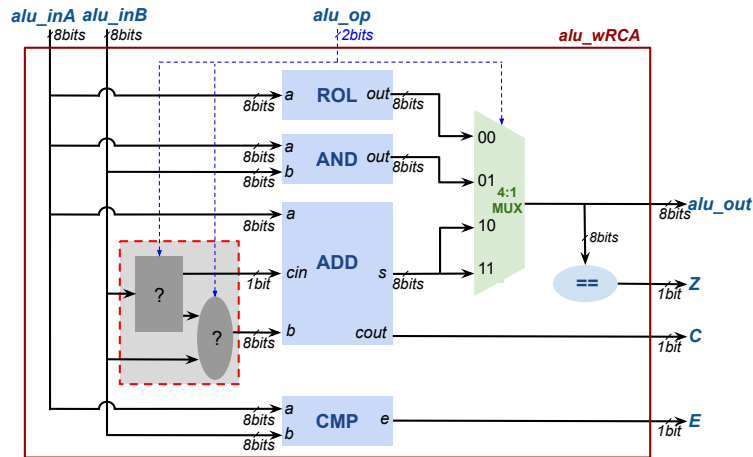 alu_inA alu_inB alu_op
8bits 8bits 2bits alu_wRCA
a ROL out
8bits 8bits
00
a AND out
8bits 8bits
b
8bits
01
4:1
MUX
a
8bits
alu_out
8bits
10
8bits
ADD
cin s
1bit 8bits
11
?
== Z
1bit
? b cout C
8bits 1bit
a CMP e E
8bits 1bit
b
8bits